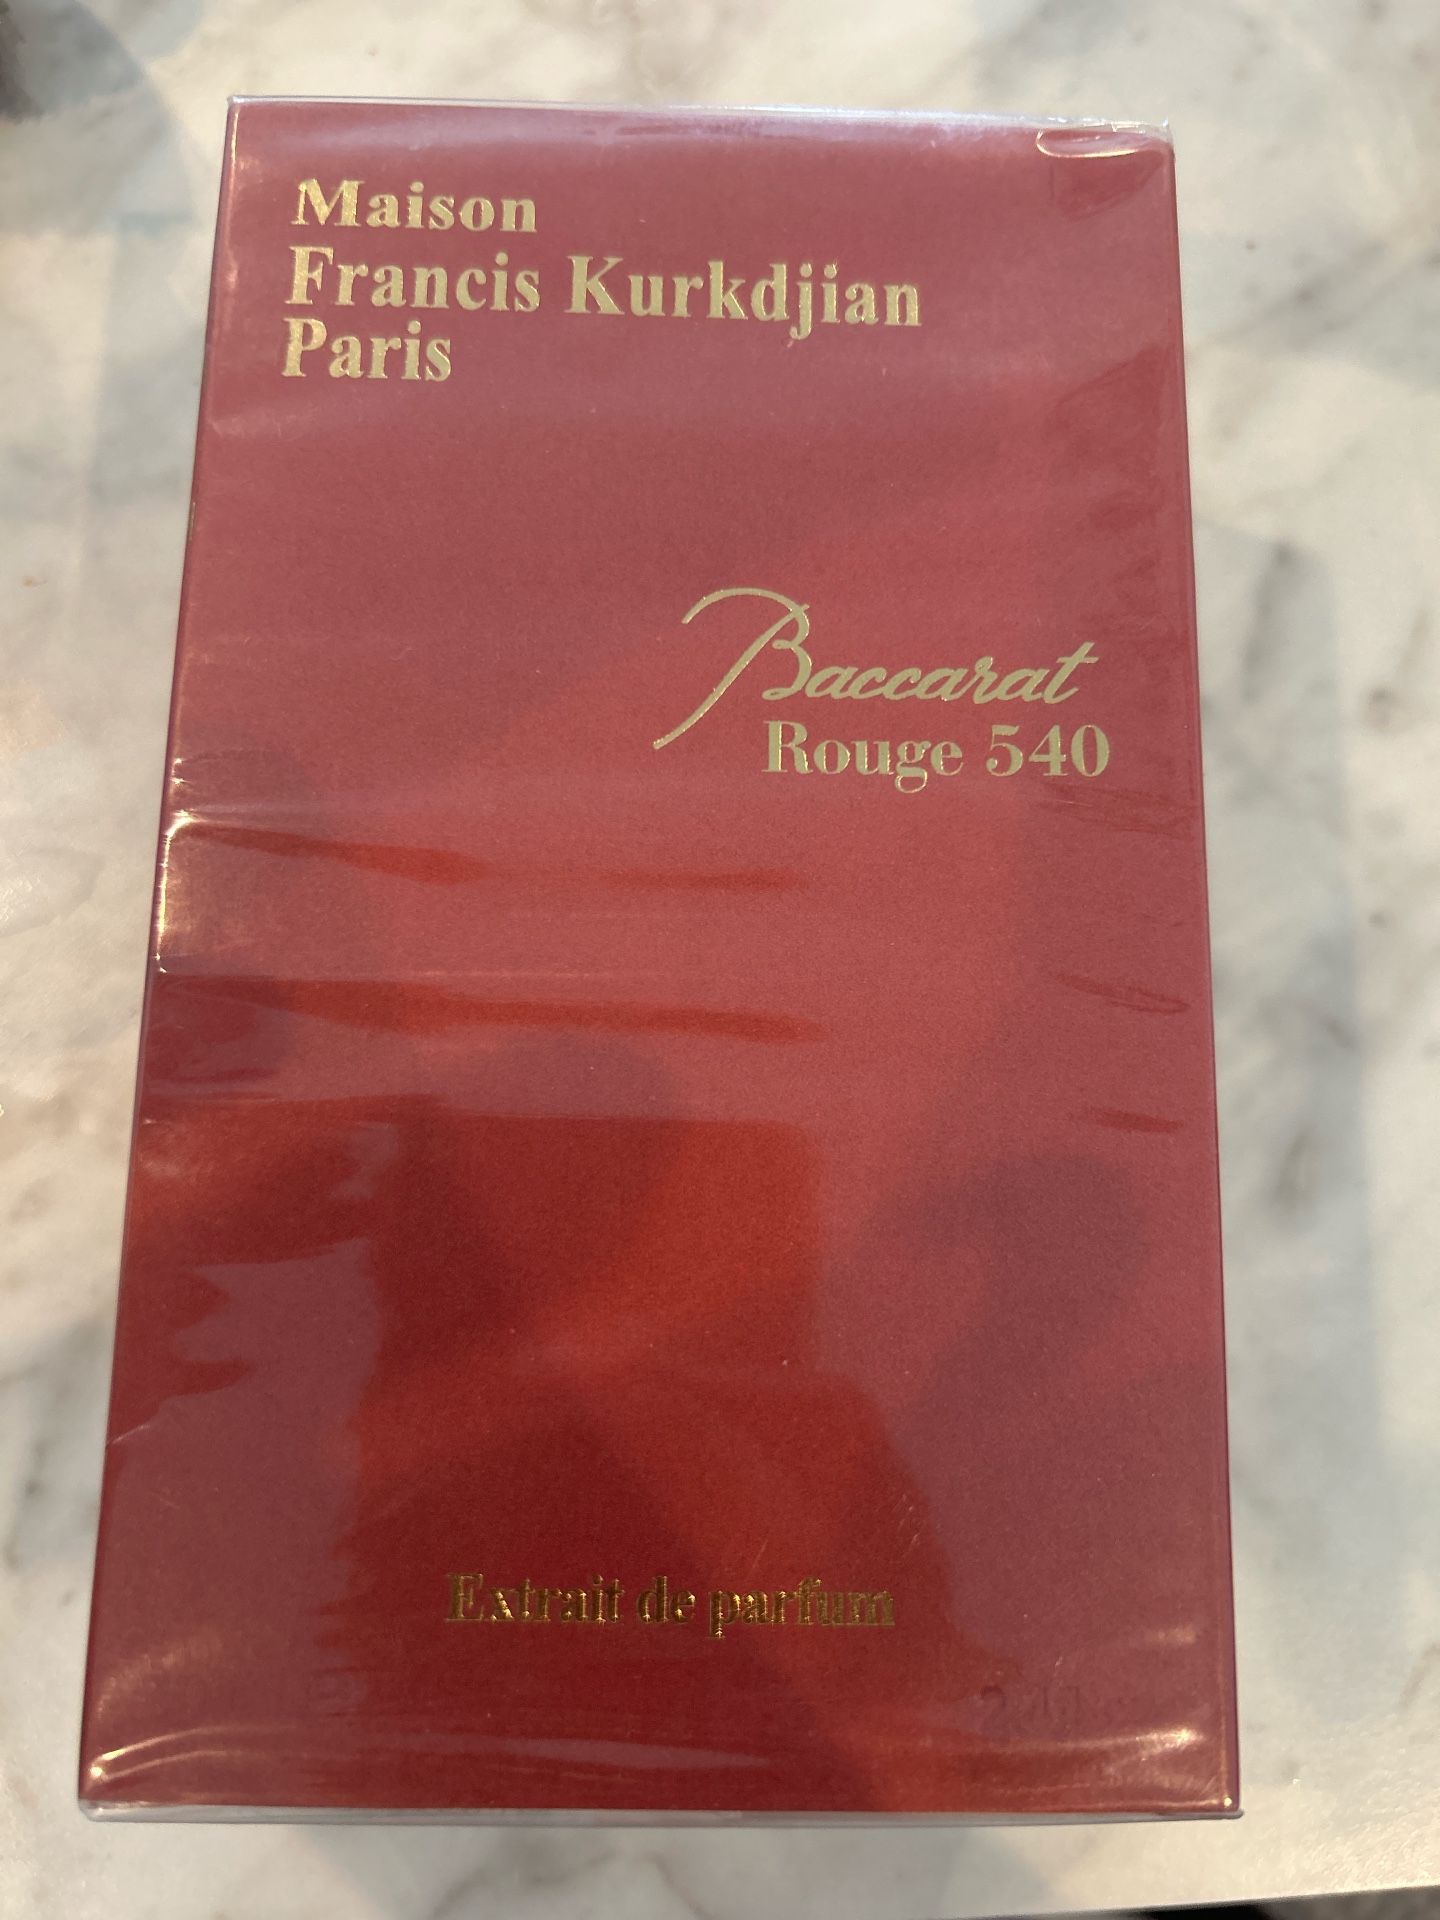 Maison
Francis Kurkdjian
Paris
Baccarat
Rouge 540
Extrait de parfum